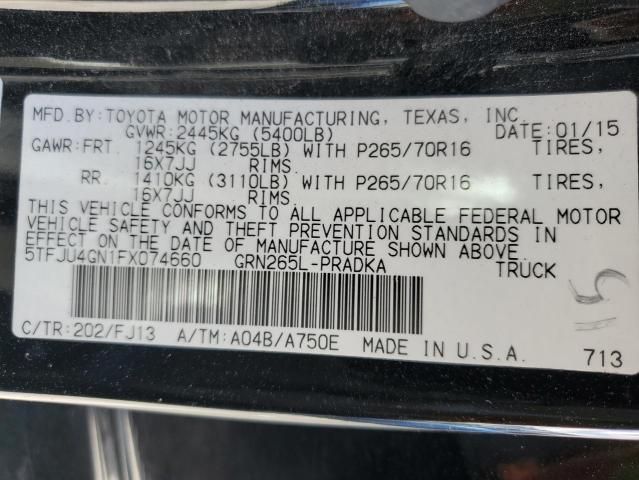 MFD.BY:TOYOTA MOTOR MANUFACTURING, TEXAS, INC.
GVWR:2445KG (5400LB) DATE:01/15
GAWR:FRT. 1245KG (2755LB) WITH P265/70R16 TIRES,
16X7JJ RIMS.
RR. 1410KG (3110LB) WITH P265/70R16 TIRES,
16X7JJ RIMS.
THIS VEHICLE CONFORMS TO ALL APPLICABLE FEDERAL MOTOR
VEHICLE SAFETY AND THEFT PREVENTION STANDARDS IN
EFFECT ON THE DATE OF MANUFACTURE SHOWN ABOVE.
5TFJU4GN1FX074660 GRN265L-PRADKA TRUCK
5
C/TR:202/FJ13 A/TM:A04B/A750E MADE IN U.S.A. 713